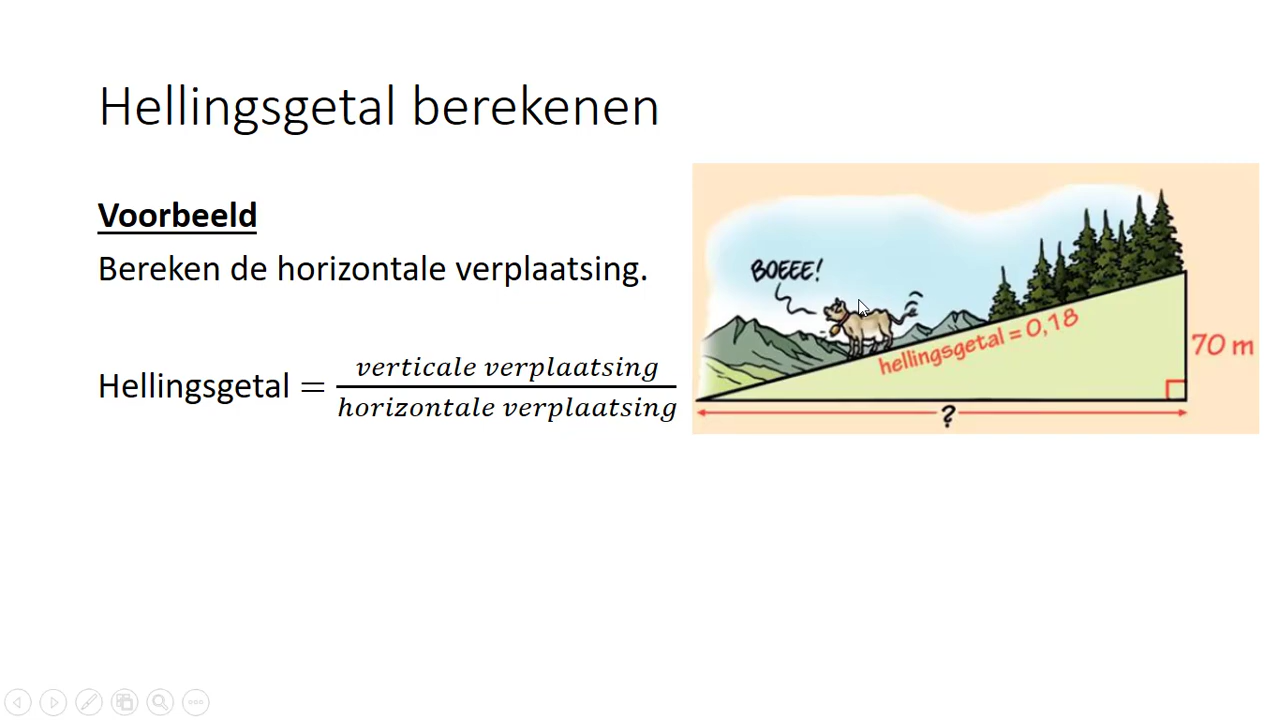 Hellingsgetal berekenen
Voorbeeld
Bereken de horizontale verplaatsing.
Hellingsgetal = verticale verplaatsing / horizontale verplaatsing
BOEEE!
hellingsgetal = 0,18
70 m
?